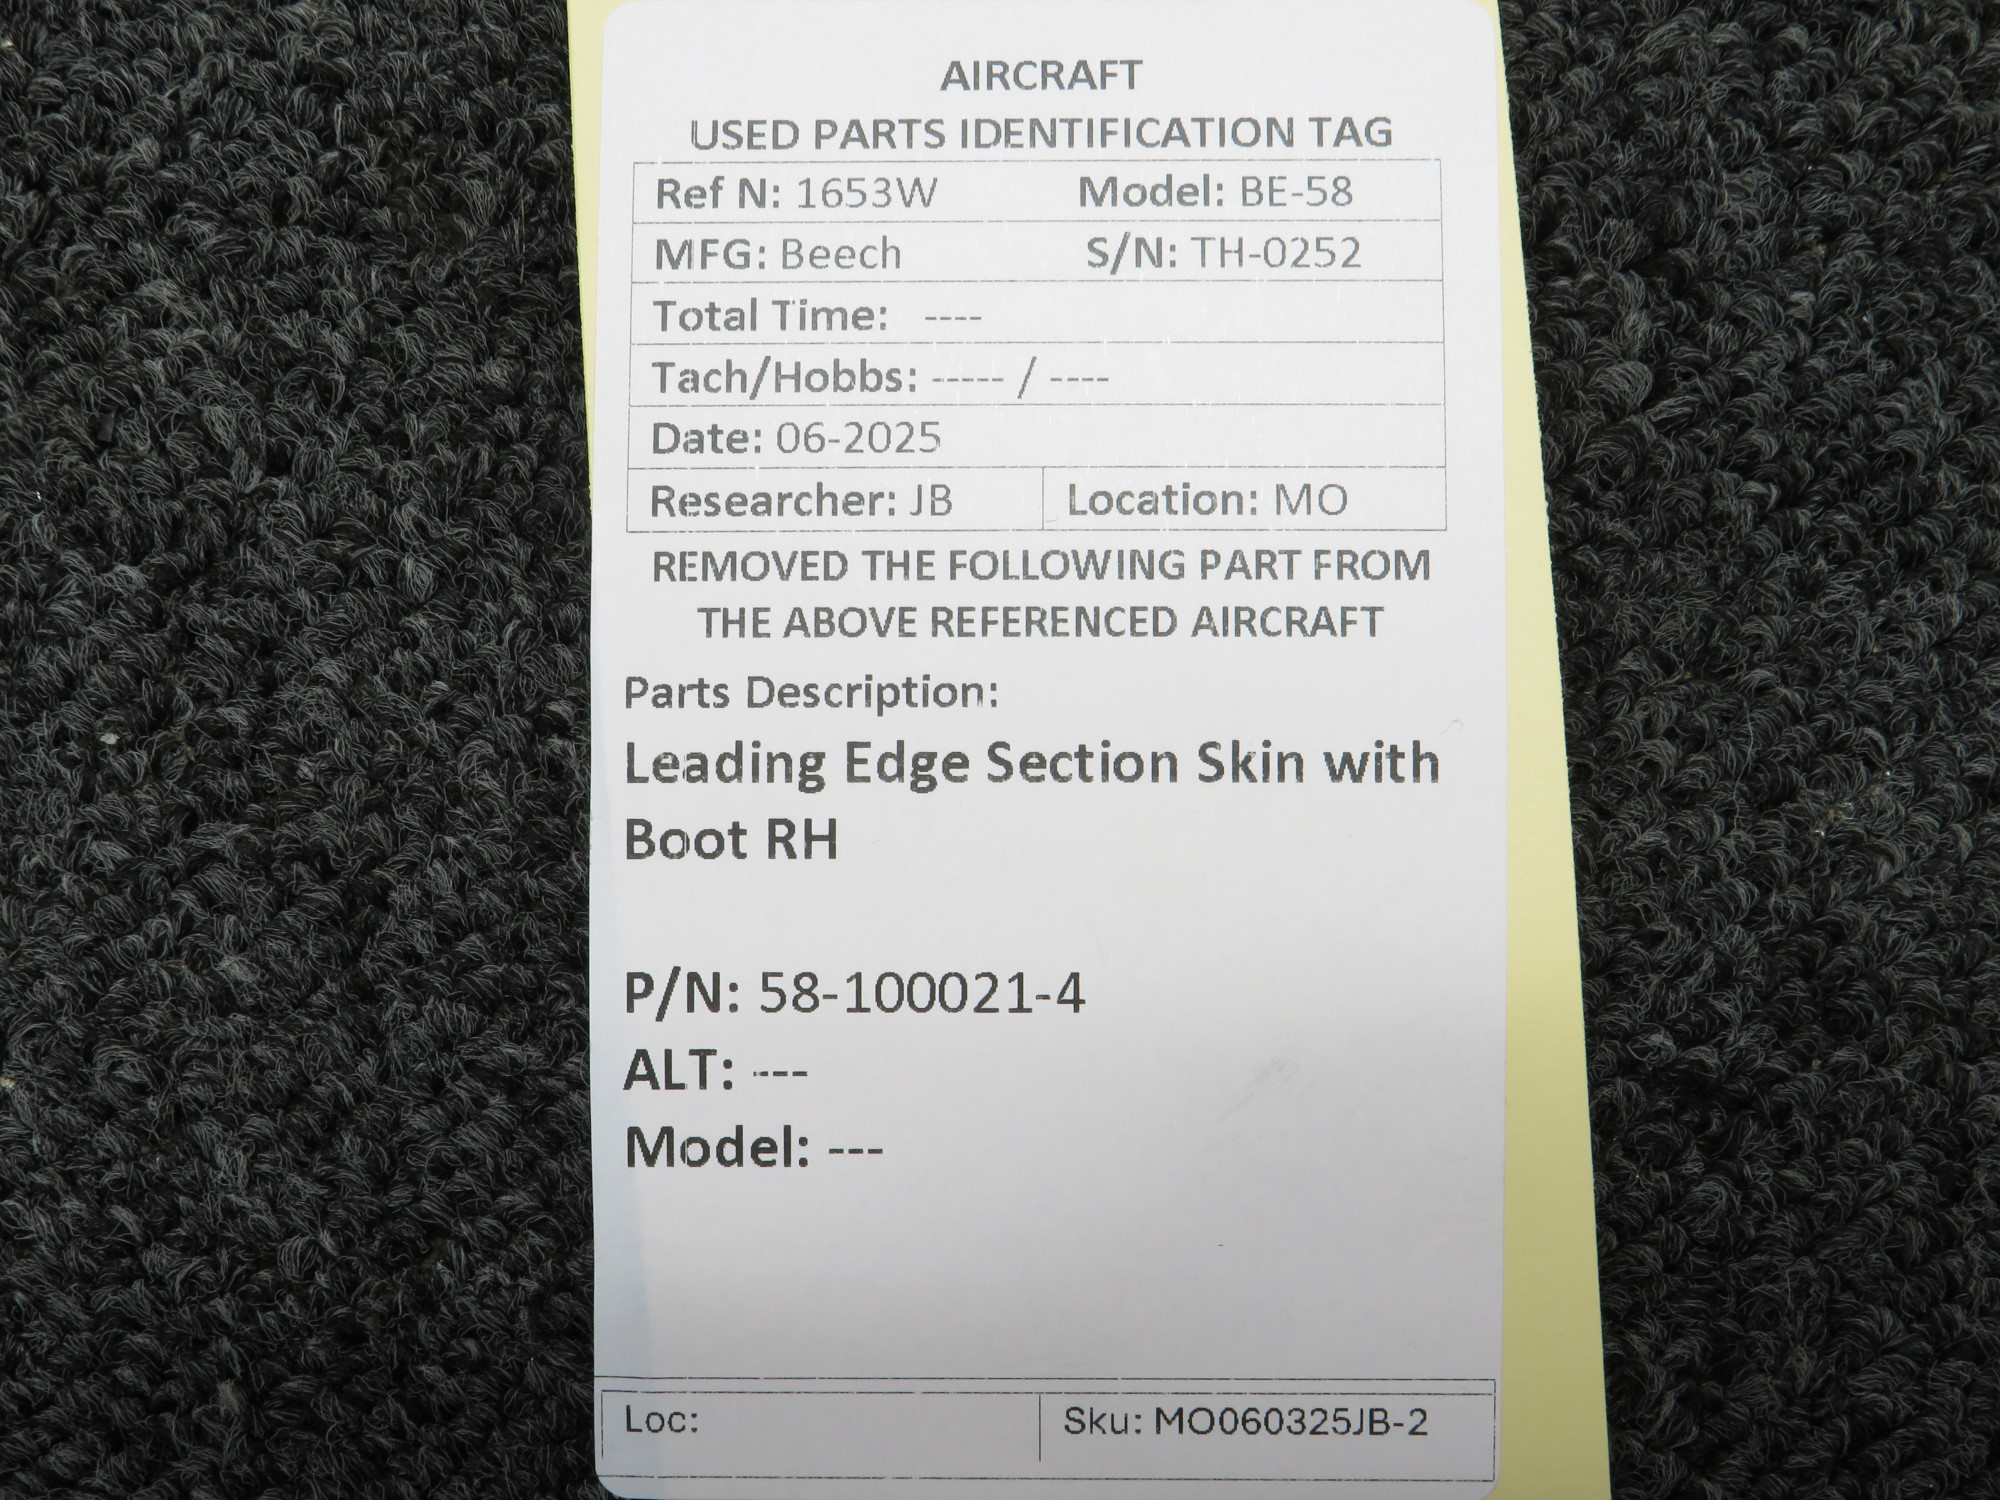 AIRCRAFT
USED PARTS IDENTIFICATION TAG
Ref N: 1653W Model: BE-58
MFG: Beech S/N: TH-0252
Total Time: ----
Tach/Hobbs: ----- / ----
Date: 06-2025
Researcher: JB Location: MO
REMOVED THE FOLLOWING PART FROM
THE ABOVE REFERENCED AIRCRAFT
Parts Description:
Leading Edge Section Skin with
Boot RH
P/N: 58-100021-4
ALT: ---
Model: ---
Loc: Sku: MO060325JB-2